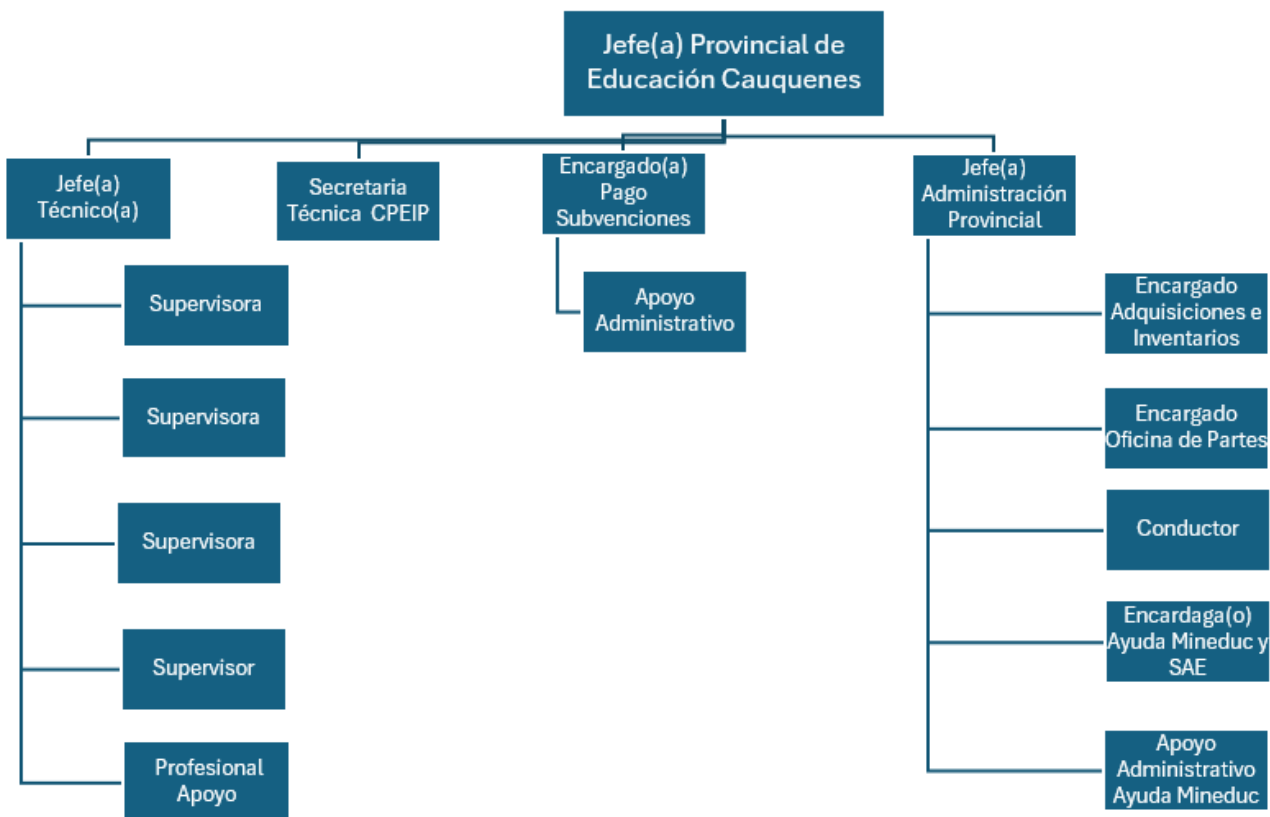 Jefe(a) Provincial de
Educación Cauquenes
Jefe(a)
Técnico(a)
Secretaria
Técnica CPEIP
Encargado(a)
Pago
Subvenciones
Jefe(a)
Administración
Provincial
Supervisora
Supervisora
Supervisora
Supervisor
Profesional
Apoyo
Apoyo
Administrativo
Encargado
Adquisiciones e
Inventarios
Encargado
Oficina de Partes
Conductor
Encardaga(o)
Ayuda Mineduc y
SAE
Apoyo
Administrativo
Ayuda Mineduc